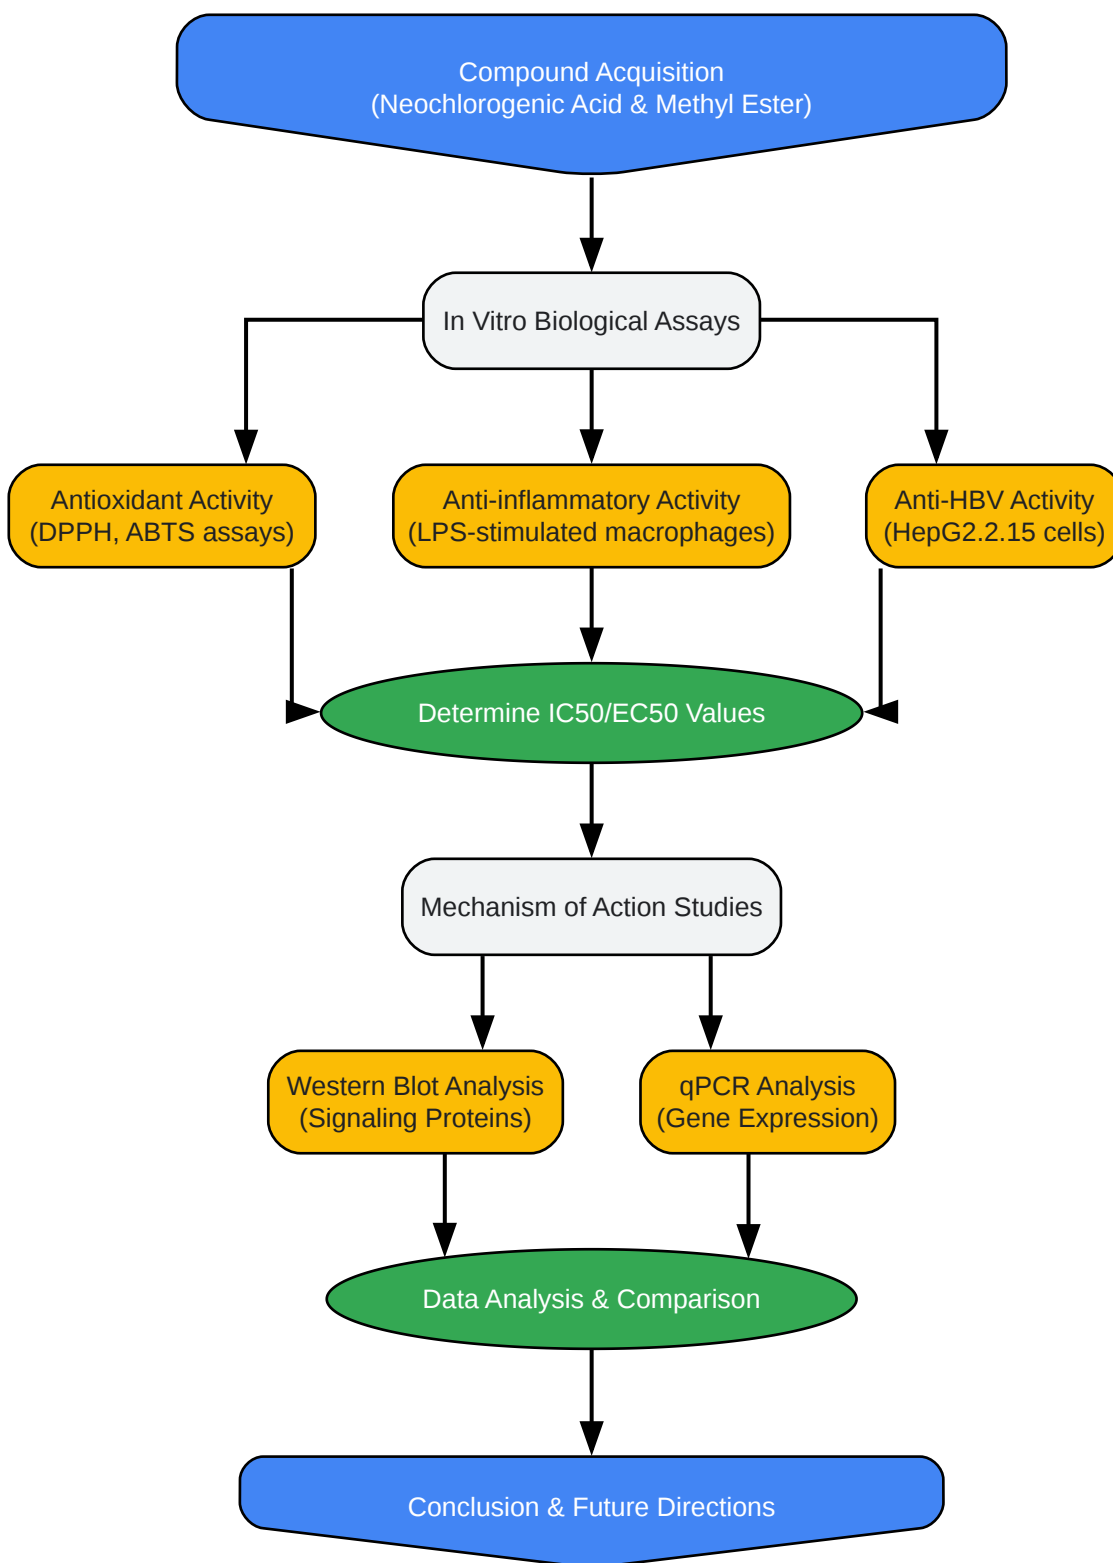 Compound Acquisition
(Neochlorogenic Acid & Methyl Ester)
In Vitro Biological Assays
Antioxidant Activity
(DPPH, ABTS assays)
Anti-inflammatory Activity
(LPS-stimulated macrophages)
Anti-HBV Activity
(HepG2.2.15 cells)
Determine IC50/EC50 Values
Mechanism of Action Studies
Western Blot Analysis
(Signaling Proteins)
qPCR Analysis
(Gene Expression)
Data Analysis & Comparison
Conclusion & Future Directions